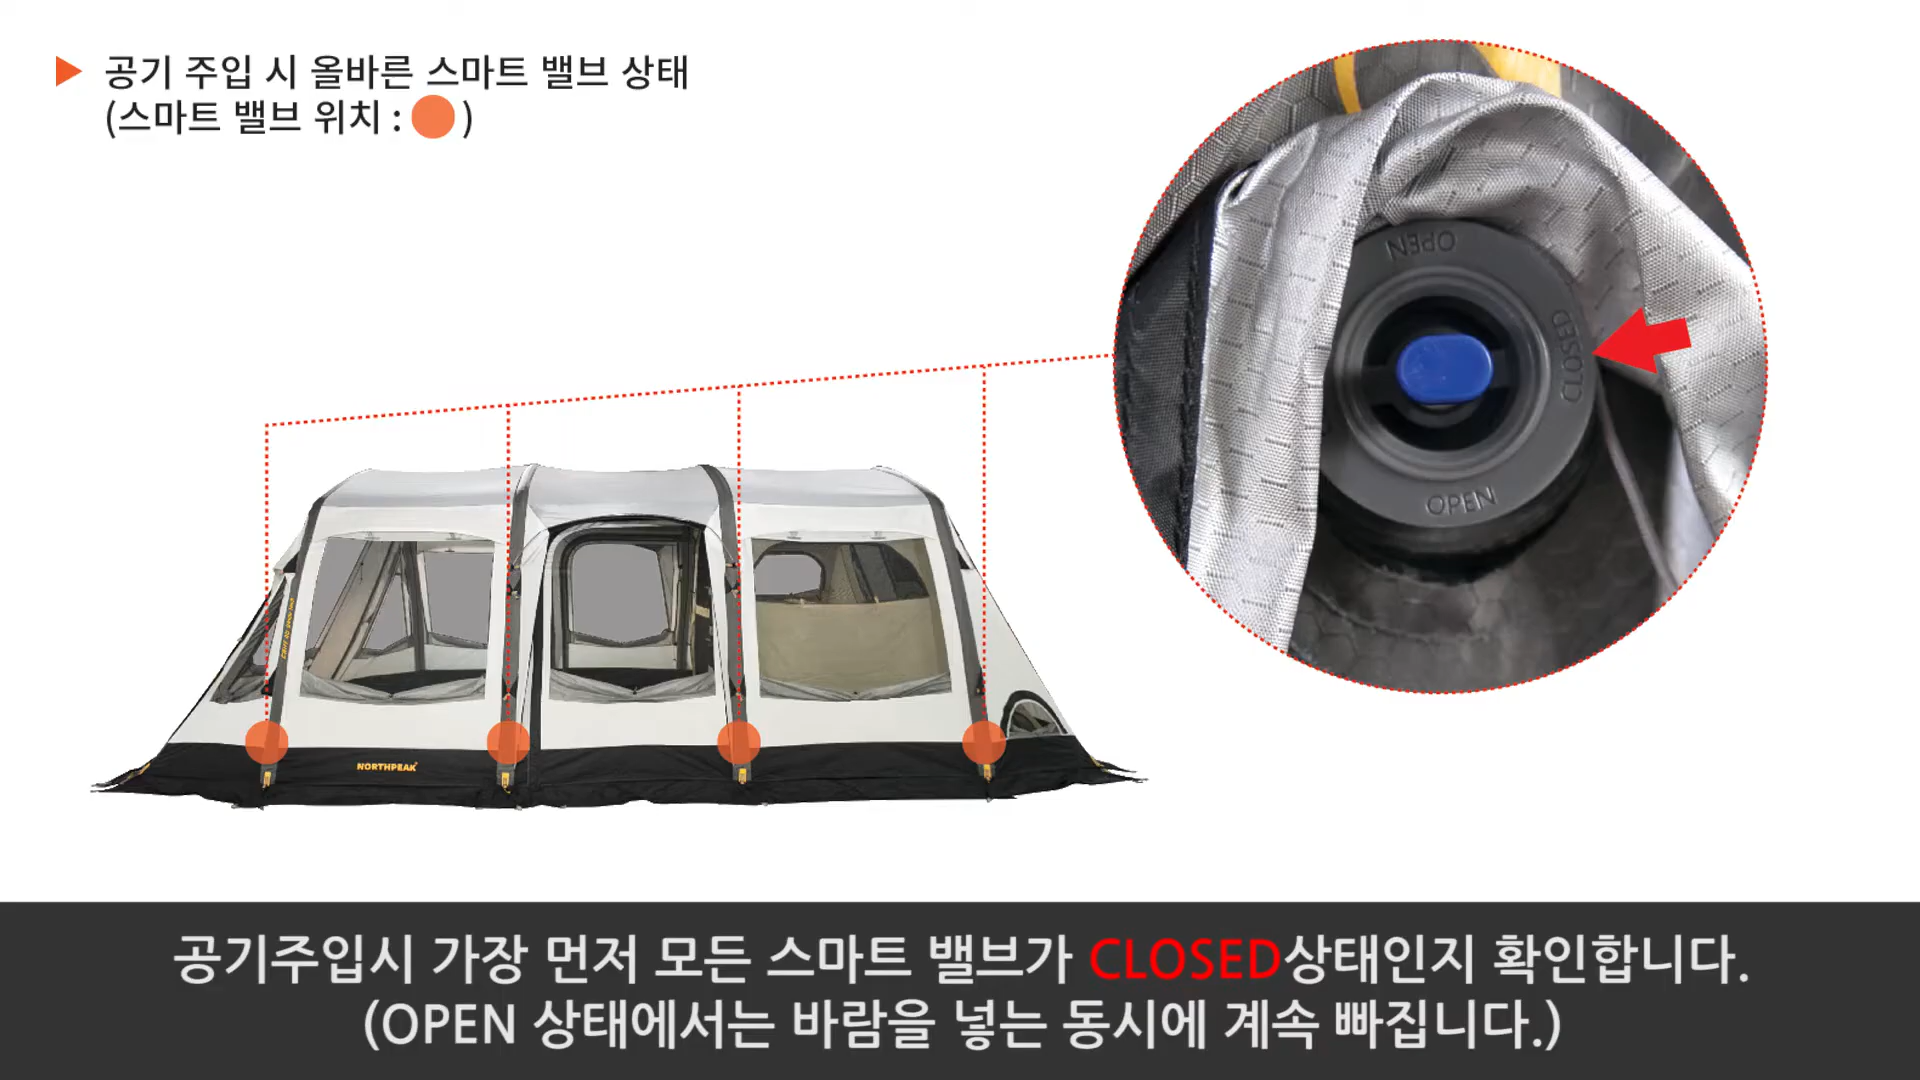 공기 주입 시 올바른 스마트 밸브 상태
(스마트 밸브 위치 : )
OPEN
CLOSED
OPEN
NORTHPEAK
공기주입시 가장 먼저 모든 스마트 밸브가 CLOSED상태인지 확인합니다.
(OPEN 상태에서는 바람을 넣는 동시에 계속 빠집니다.)